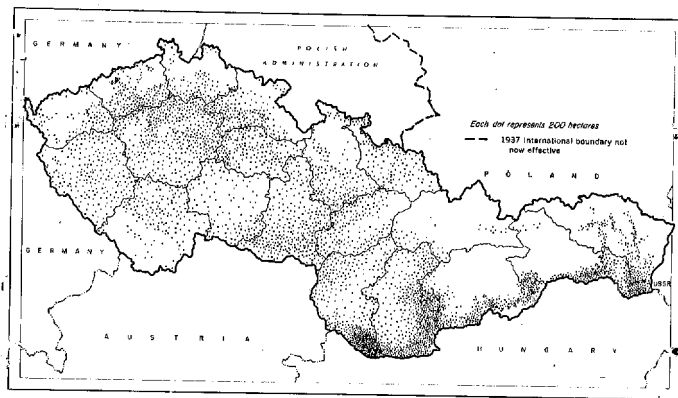 GERMANY
POLISH
ADMINISTRATION
Each dot represents 200 hectares
1937 international boundary not
now effective
POLAND
GERMANY
USSR
AUSTRIA
HUNGARY